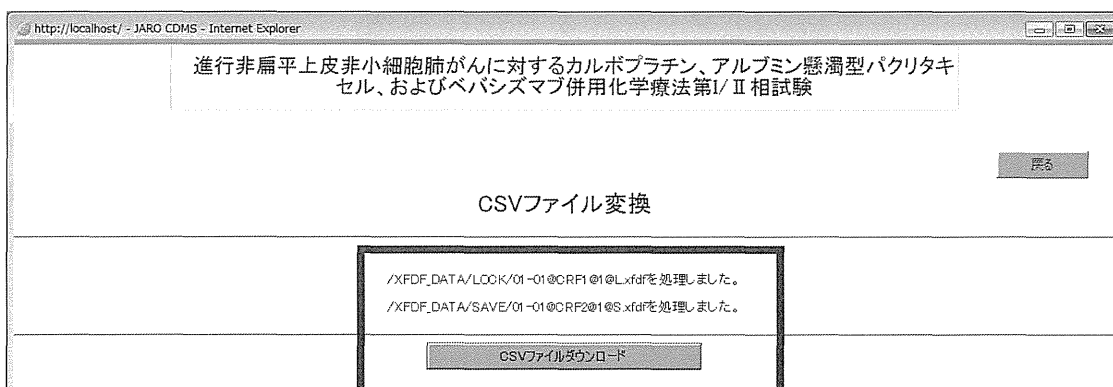 http://localhost/ - JARO CDMS - Internet Explorer
進行非扁平上皮非小細胞肺がんに対するカルボプラチン、アルブミン懸濁型パクリタキ
セル、およびベバシズマブ併用化学療法第I/Ⅱ相試験
戻る
CSVファイル変換
/XFDF_DATA/LOCK/01-01@CRF1@1@L.xfdfを処理しました。
/XFDF_DATA/SAVE/01-01@CRF2@1@S.xfdfを処理しました。
CSVファイルダウンロード